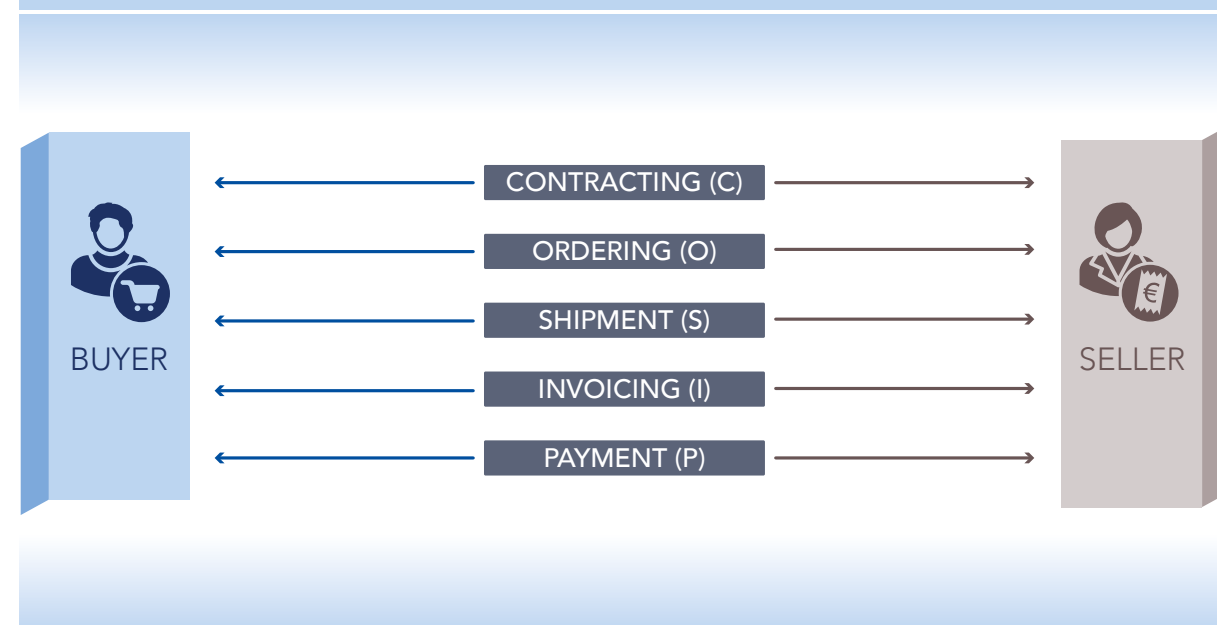 CONTRACTING (C)
ORDERING (O)
SHIPMENT (S)
INVOICING (I)
PAYMENT (P)
BUYER
SELLER
€